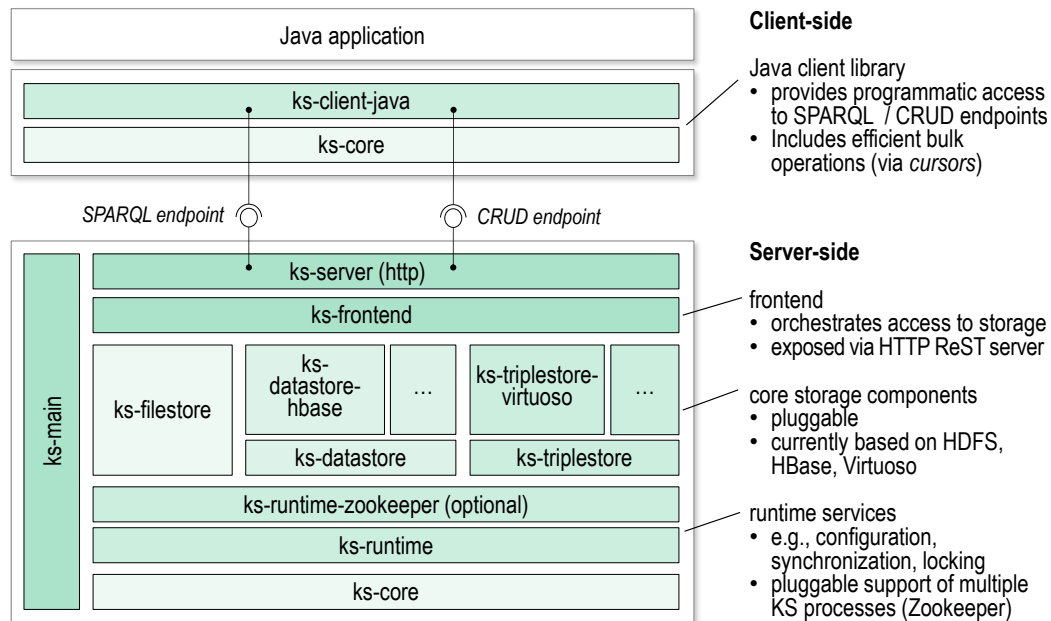 Java application
ks-client-java
ks-core
SPARQL endpoint
CRUD endpoint
ks-main
ks-server (http)
ks-frontend
ks-filestore
ks-
datastore-
hbase
…
ks-triplestore-
virtuoso
…
ks-datastore
ks-triplestore
ks-runtime-zookeeper (optional)
ks-runtime
ks-core
Client-side
Java client library
• provides programmatic access
to SPARQL / CRUD endpoints
• Includes efficient bulk
operations (via cursors)
Server-side
frontend
• orchestrates access to storage
• exposed via HTTP ReST server
core storage components
• pluggable
• currently based on HDFS,
HBase, Virtuoso
runtime services
• e.g., configuration,
synchronization, locking
• pluggable support of multiple
KS processes (Zookeeper)